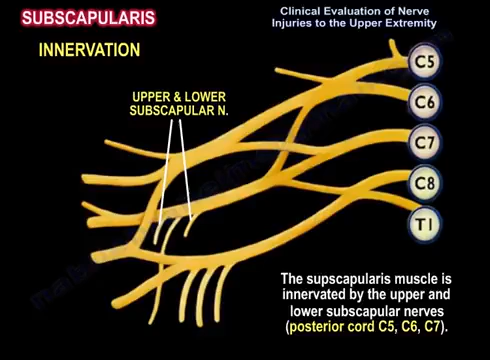 SUBSCAPULARIS
Clinical Evaluation of Nerve
Injuries to the Upper Extremity
INNERVATION
UPPER & LOWER
SUBSCAPULAR N.
C5
C6
C7
C8
T1
The supscapularis muscle is
innervated by the upper and
lower subscapular nerves
(posterior cord C5, C6, C7).